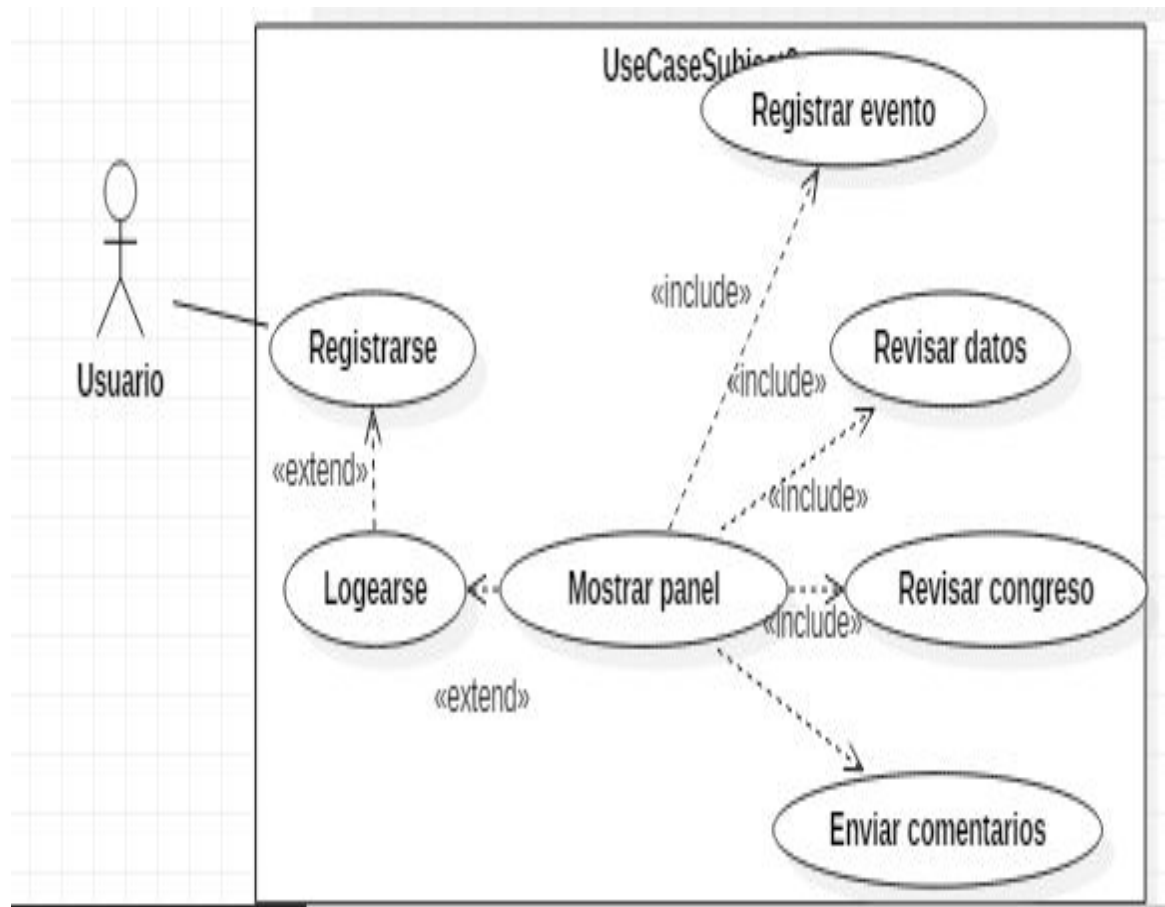 Registrar evento
«include»
Registrarse
Revisar datos
Usuario
«include»
«extend»
«include»
Logearse
Mostrar panel
Revisar congreso
«include»
«extend»
Enviar comentarios